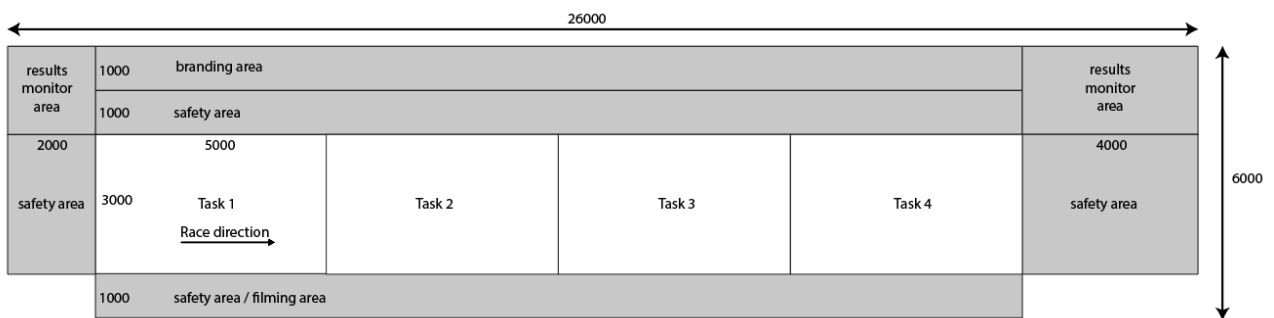 26000
results
monitor
area
1000 branding area
results
monitor
area
1000 safety area
2000 5000 4000
safety area 3000 Task 1 Task 2 Task 3 Task 4 safety area
6000
Race direction
1000 safety area / filming area